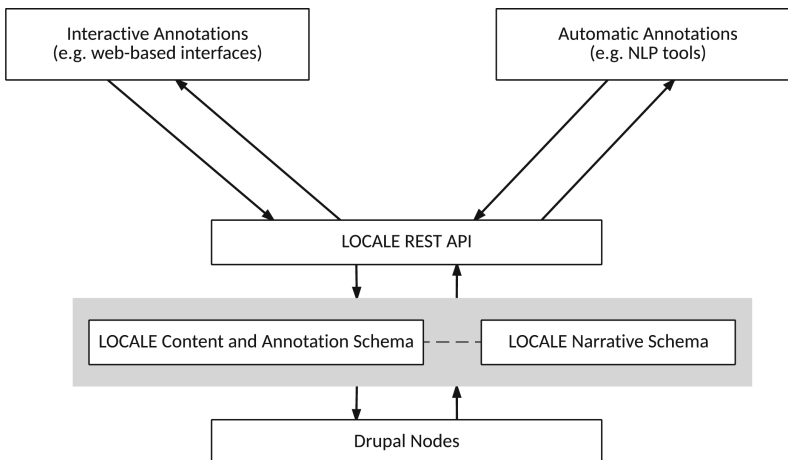 Interactive Annotations
(e.g. web-based interfaces)
Automatic Annotations
(e.g. NLP tools)
LOCALE REST API
LOCALE Content and Annotation Schema
LOCALE Narrative Schema
Drupal Nodes